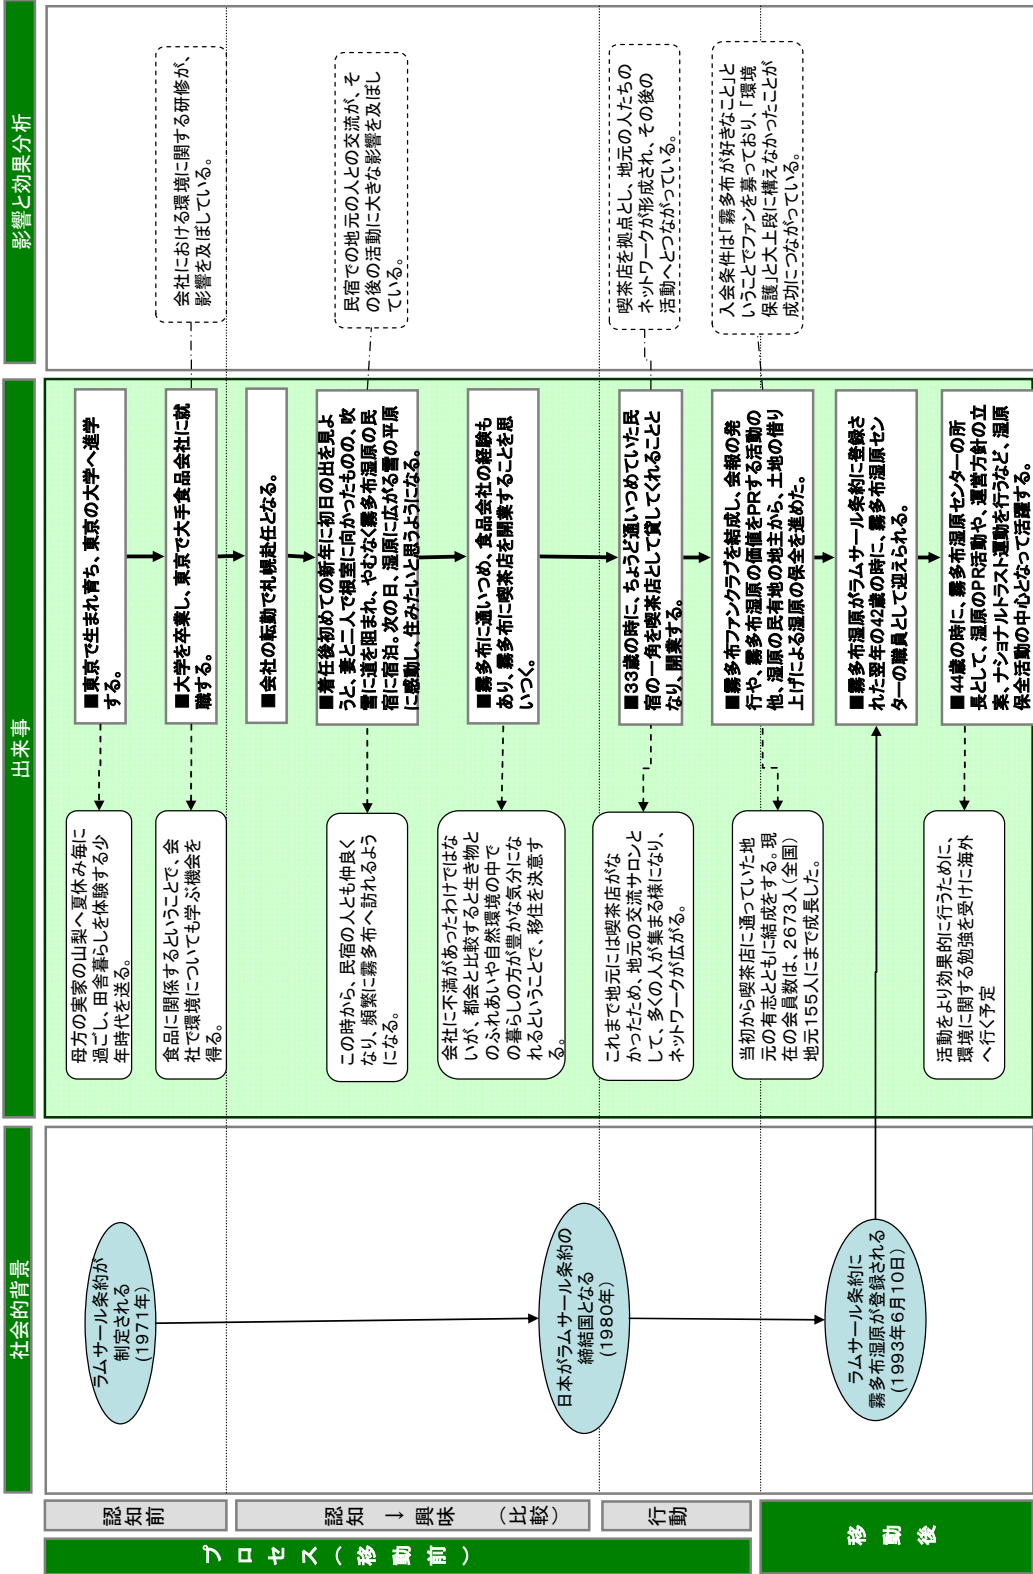 社会的背景
出来事
影響と効果分析
プロセス(移動前)
認知前
認知 → 興味 (比較)
行動
移動後
ラムサール条約が
制定される
(1971年)
日本がラムサール条約の
締結国となる
(1980年)
ラムサール条約に
霧多布湿原が登録される
(1993年6月10日)
母方の実家の山梨へ夏休み毎に
過ごし、田舎暮らしを体験する少
年時代を送る。
食品に関係するということで、会
社で環境についても学ぶ機会を
得る。
この時から、民宿の人とも仲良く
なり、頻繁に霧多布へ訪れるよう
になる。
会社に不満があったわけではな
いが、都会と比較すると生き物と
のふれあいや自然環境の中で
の暮らしの方が豊かな気分にな
れるということで、移住を決意す
る。
これまで地元には喫茶店がな
かったため、地元の交流サロンと
して、多くの人が集まる様になり、
ネットワークが広がる。
当初から喫茶店に通っていた地
元の有志とともに結成をする。現
在の会員数は、2673人(全国)
地元155人にまで成長した。
活動をより効果的に行うために、
環境に関する勉強を受けに海外
へ行く予定
■東京で生まれ育ち、東京の大学へ進学
する。
■大学を卒業し、東京で大手食品会社に就
職する。
■会社の転勤で札幌赴任となる。
■着任後初めての新年に初日の出を見よ
うと、妻と二人で根室に向かったものの、吹
雪に道を阻まれ、やむなく霧多布湿原の民
宿に宿泊。次の日、湿原に広がる雪の平原
に感動し、住みたいと思うようになる。
■霧多布に通いつめ、食品会社の経験も
あり、霧多布に喫茶店を開業することを思
いつく。
■33歳の時に、ちょうど通いつめていた民
宿の一角を喫茶店として貸してくれることと
なり、開業する。
■霧多布ファンクラブを結成し、会報の発
行や、霧多布湿原の価値をPRする活動の
他、湿原の民有地の地主から、土地の借り
上げによる湿原の保全を進めた。
■霧多布湿原がラムサール条約に登録さ
れた翌年の42歳の時に、霧多布湿原セン
ターの職員として迎えられる。
■44歳の時に、霧多布湿原センターの所
長として、湿原のPR活動や、運営方針の立
案、ナショナルトラスト運動を行うなど、湿原
保全活動の中心となって活躍する。
会社における環境に関する研修が、
影響を及ぼしている。
民宿での地元の人との交流が、そ
の後の活動に大きな影響を及ぼし
ている。
喫茶店を拠点とし、地元の人たちの
ネットワークが形成され、その後の
活動へとつながっている。
入会条件は「霧多布が好きなこと」と
いうことでファンを募っており、「環境
保護」と大上段に構えなかったことが
成功につながっている。